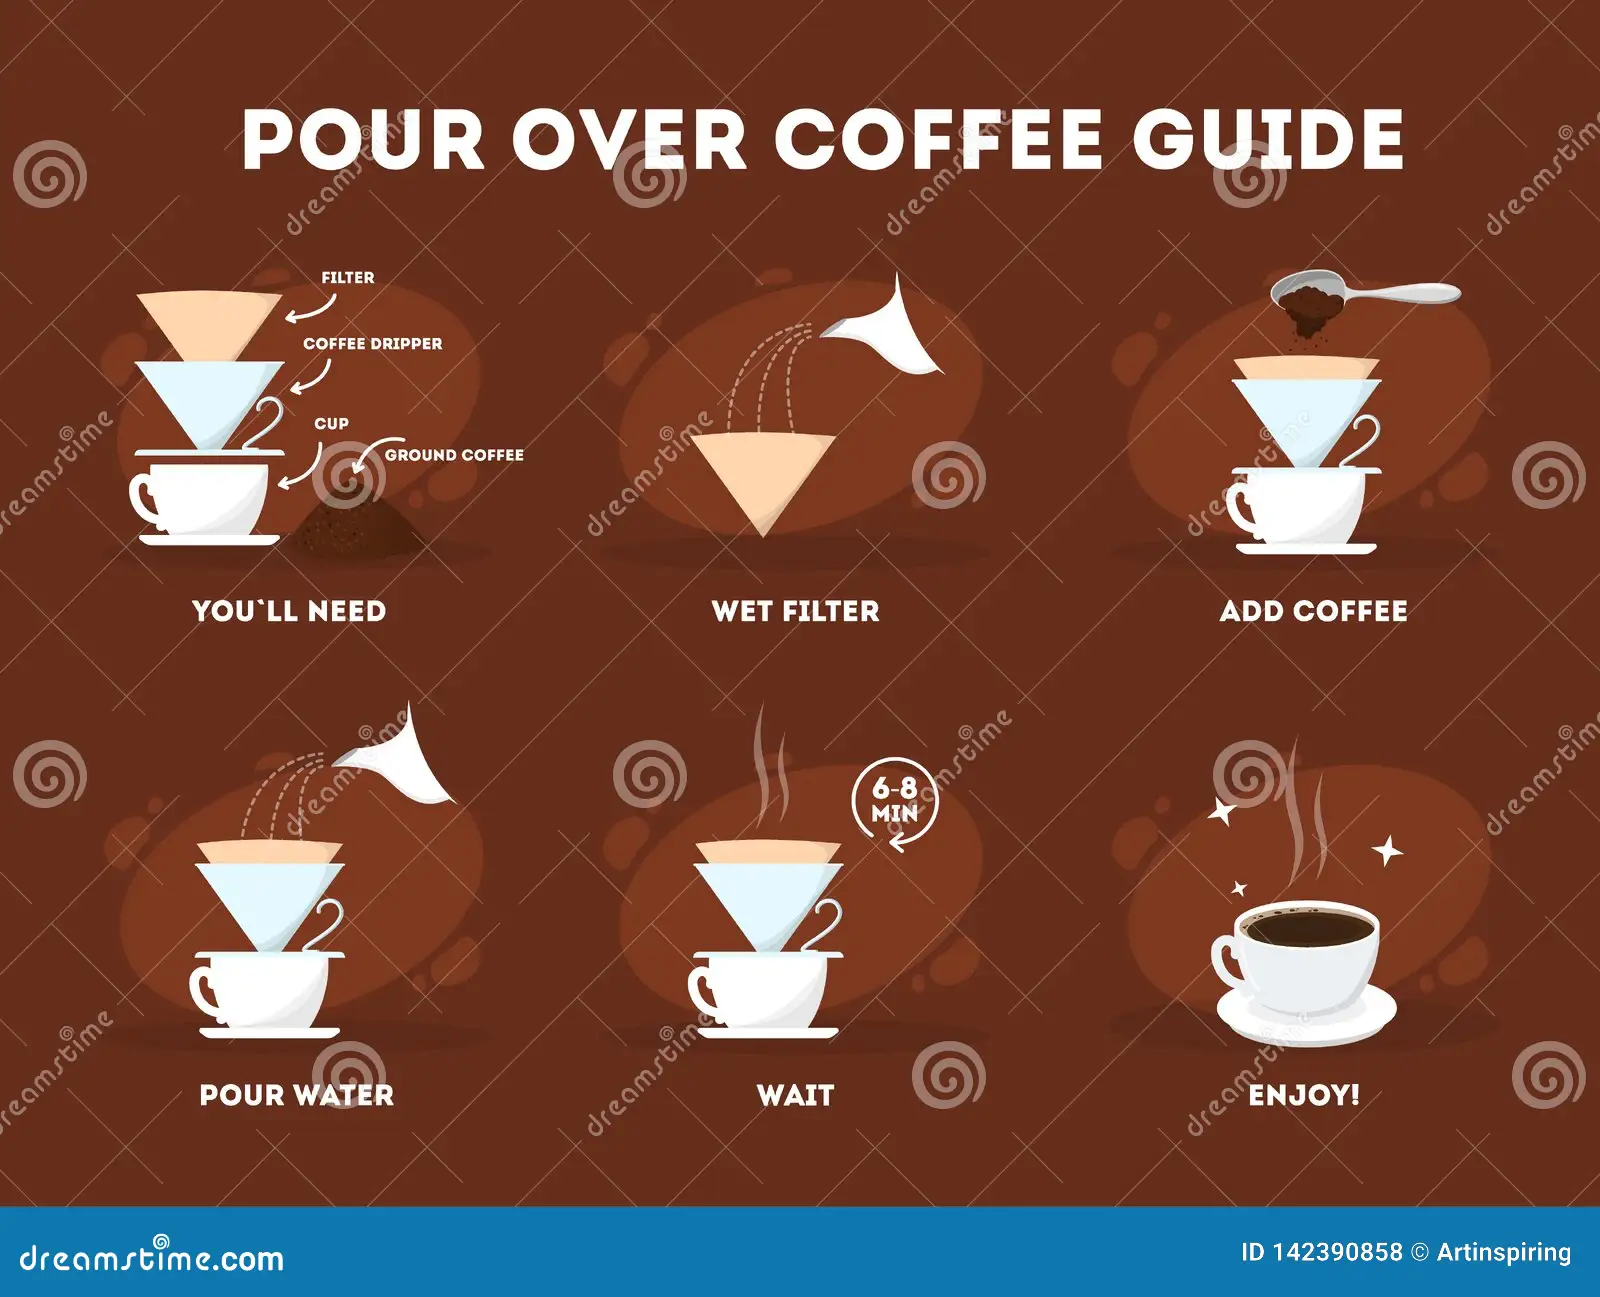 POUR OVER COFFEE GUIDE
FILTER
COFFEE DRIPPER
CUP
GROUND COFFEE
YOU`LL NEED
WET FILTER
ADD COFFEE
6-8
MIN
POUR WATER
WAIT
ENJOY!
dreamstime
dreamstime.com
ID 142390858 © Artinspiring